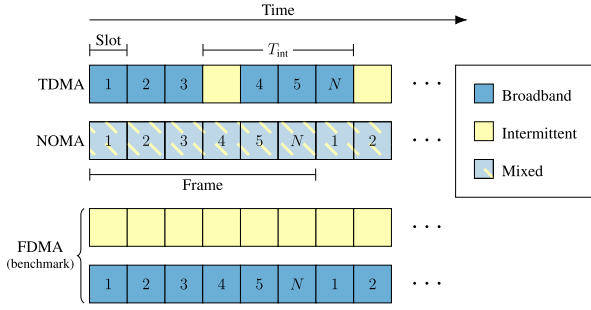 Time
Slot
T_int
TDMA 1 2 3 4 5 N · · ·
NOMA 1 2 3 4 5 N 1 2 · · ·
Frame
FDMA
(benchmark)
· · ·
1 2 3 4 5 N 1 2 · · ·
Broadband
Intermittent
Mixed